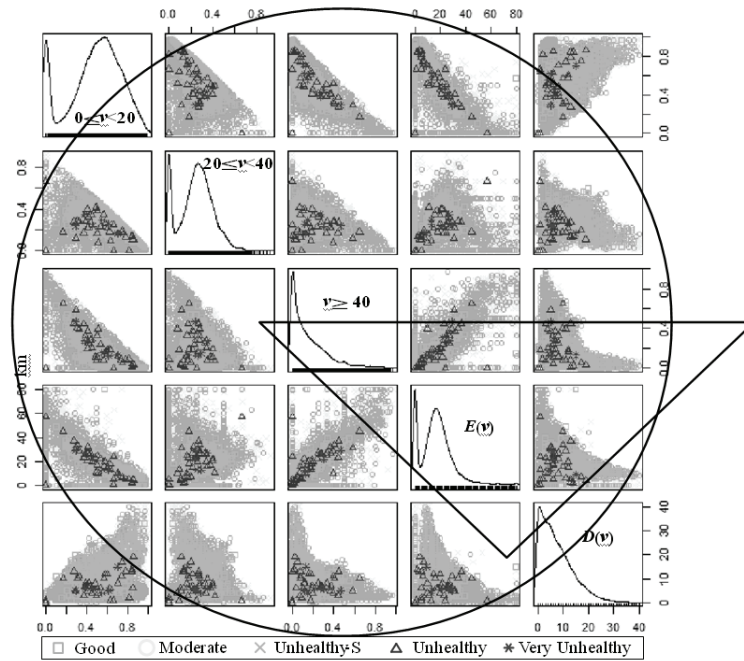 0.0 0.4 0.8 0 20 40 60 80
0≤v<20
0.0 0.4 0.8
0.0 0.4 0.8
20≤v<40
v≥ 40
0.0 0.4 0.8
km
0 20 40 60 80
E(v)
D(v)
0 10 20 30 40
0.0 0.4 0.8 0.0 0.4 0.8 0 10 20 30 40
Good Moderate Unhealthy-S Unhealthy Very Unhealthy